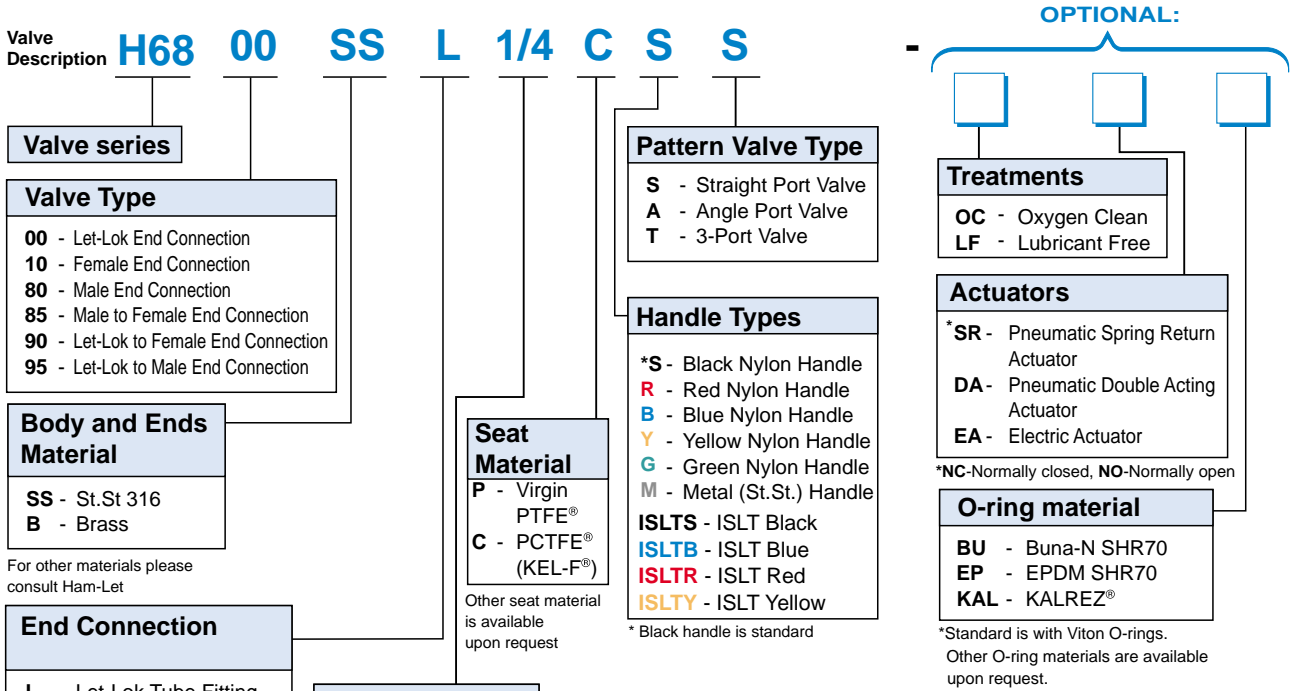 OPTIONAL:
Valve
Description H68 00 SS L 1/4 C S S -
Valve series
Valve Type
00 - Let-Lok End Connection
10 - Female End Connection
80 - Male End Connection
85 - Male to Female End Connection
90 - Let-Lok to Female End Connection
95 - Let-Lok to Male End Connection
Body and Ends
Material
SS - St.St 316
B - Brass
For other materials please
consult Ham-Let
End Connection
L - Let-Lok Tube Fitting
Seat
Material
P - Virgin
PTFE®
C - PCTFE®
(KEL-F®)
Other seat material
is available
upon request
Pattern Valve Type
S - Straight Port Valve
A - Angle Port Valve
T - 3-Port Valve
Handle Types
*S - Black Nylon Handle
R - Red Nylon Handle
B - Blue Nylon Handle
Y - Yellow Nylon Handle
G - Green Nylon Handle
M - Metal (St.St.) Handle
ISLTS - ISLT Black
ISLTB - ISLT Blue
ISLTR - ISLT Red
ISLTY - ISLT Yellow
* Black handle is standard
Treatments
OC - Oxygen Clean
LF - Lubricant Free
Actuators
*SR - Pneumatic Spring Return
Actuator
DA - Pneumatic Double Acting
Actuator
EA - Electric Actuator
*NC-Normally closed, NO-Normally open
O-ring material
BU - Buna-N SHR70
EP - EPDM SHR70
KAL - KALREZ®
*Standard is with Viton O-rings.
Other O-ring materials are available
upon request.